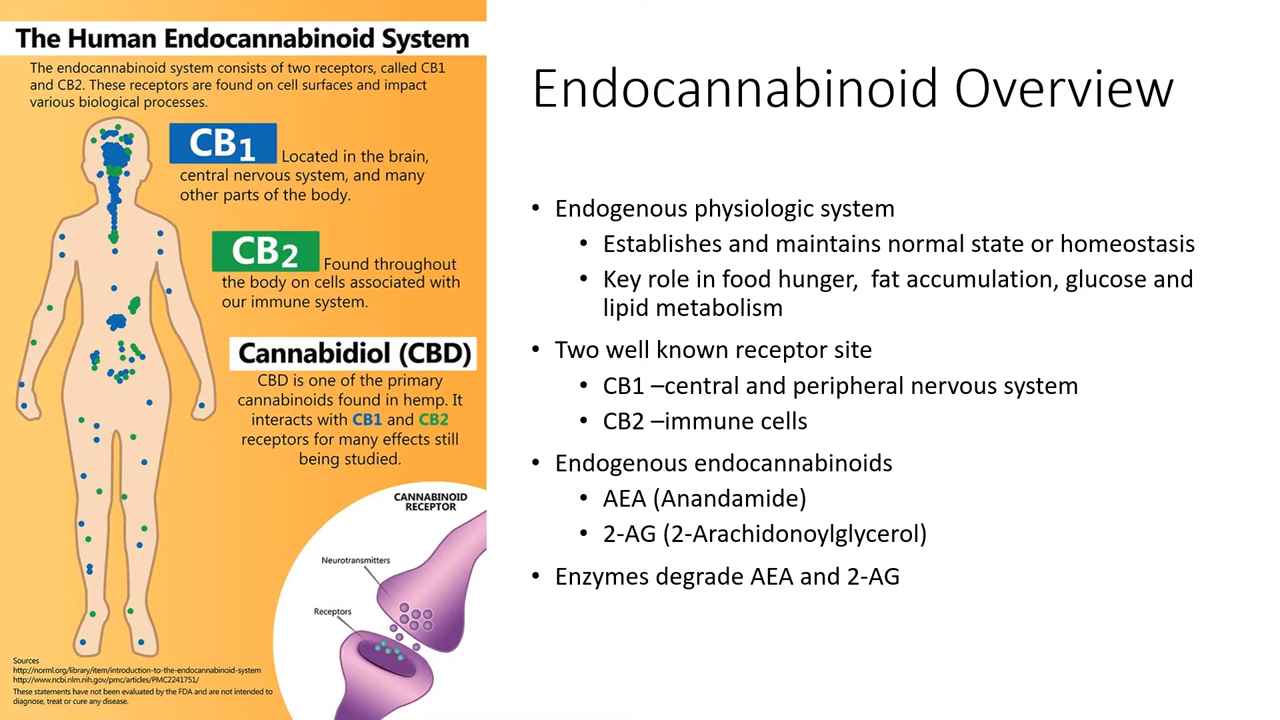 The Human Endocannabinoid System
The endocannabinoid system consists of two receptors, called CB1
and CB2. These receptors are found on cell surfaces and impact
various biological processes.
CB1 Located in the brain,
central nervous system, and many
other parts of the body.
CB2 Found throughout
the body on cells associated with
our immune system.
Cannabidiol (CBD)
CBD is one of the primary
cannabinoids found in hemp. It
interacts with CB1 and CB2
receptors for many effects still
being studied.
CANNABINOID
RECEPTOR
Neurotransmitters
Receptors
Sources
http://norml.org/library/item/introduction-to-the-endocannabinoid-system
http://www.ncbi.nlm.nih.gov/pmc/articles/PMC2241751/
These statements have not been evaluated by the FDA and are not intended to
diagnose, treat or cure any disease.
Endocannabinoid Overview
• Endogenous physiologic system
• Establishes and maintains normal state or homeostasis
• Key role in food hunger, fat accumulation, glucose and
lipid metabolism
• Two well known receptor site
• CB1 –central and peripheral nervous system
• CB2 –immune cells
• Endogenous endocannabinoids
• AEA (Anandamide)
• 2-AG (2-Arachidonoylglycerol)
• Enzymes degrade AEA and 2-AG